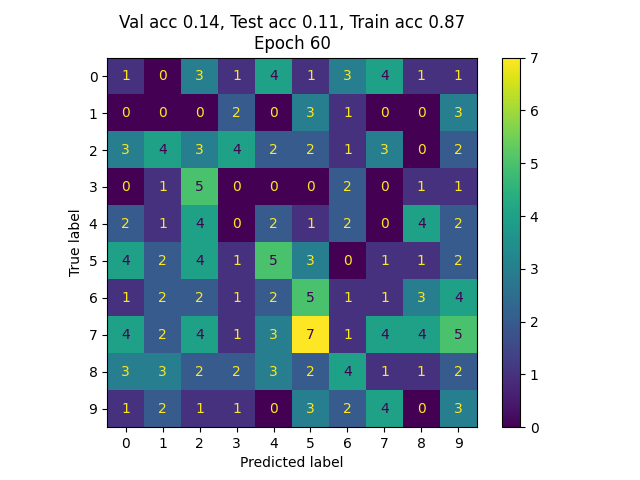 Val acc 0.14, Test acc 0.11, Train acc 0.87
Epoch 60
0 1 0 3 1 4 1 3 4 1 1
1 0 0 0 2 0 3 1 0 0 3
2 3 4 3 4 2 2 1 3 0 2
3 0 1 5 0 0 0 2 0 1 1
4 2 1 4 0 2 1 2 0 4 2
5 4 2 4 1 5 3 0 1 1 2
6 1 2 2 1 2 5 1 1 3 4
7 4 2 4 1 3 7 1 4 4 5
8 3 3 2 2 3 2 4 1 1 2
9 1 2 1 1 0 3 2 4 0 3
0 1 2 3 4 5 6 7 8 9
Predicted label
True label
7
6
5
4
3
2
1
0